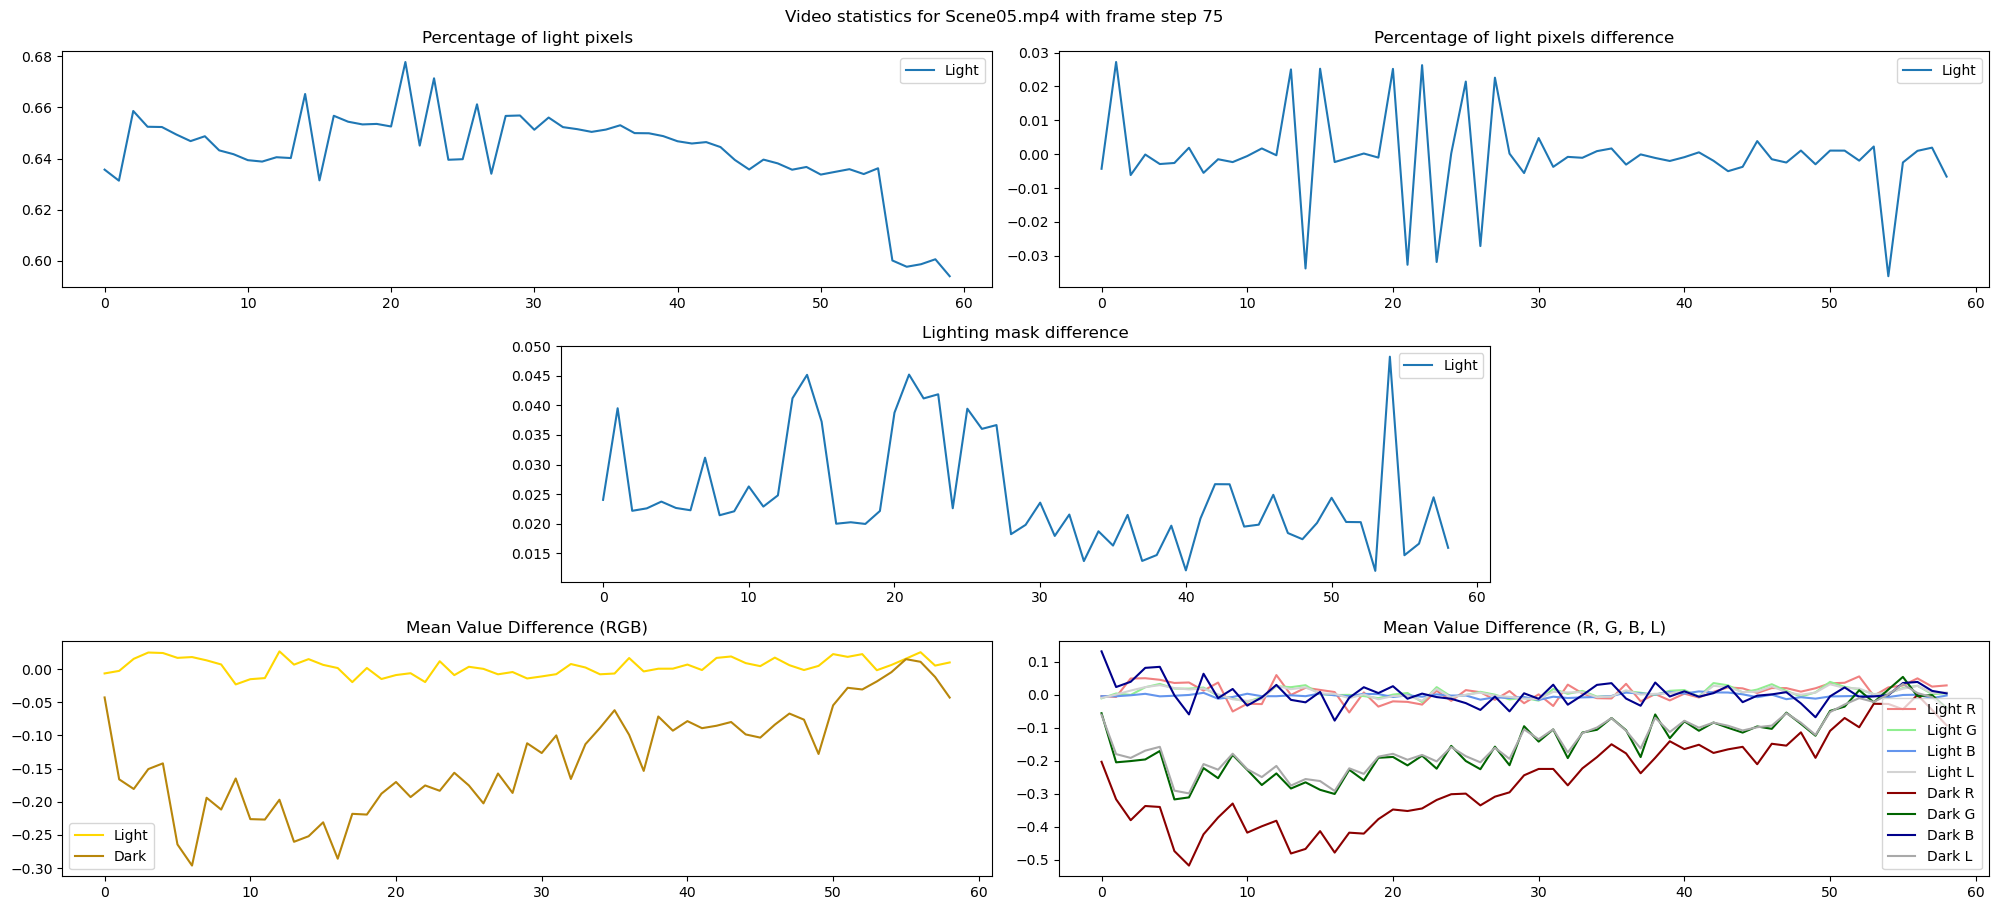 Video statistics for Scene05.mp4 with frame step 75
Percentage of light pixels
0.68
0.66
0.64
0.62
0.60
0 10 20 30 40 50 60
Light
Percentage of light pixels difference
0.03
0.02
0.01
0.00
−0.01
−0.02
−0.03
0 10 20 30 40 50 60
Light
Lighting mask difference
0.050
0.045
0.040
0.035
0.030
0.025
0.020
0.015
0 10 20 30 40 50 60
Light
Mean Value Difference (RGB)
0.00
−0.05
−0.10
−0.15
−0.20
−0.25
−0.30
0 10 20 30 40 50 60
Light
Dark
Mean Value Difference (R, G, B, L)
0.1
0.0
−0.1
−0.2
−0.3
−0.4
−0.5
0 10 20 30 40 50 60
Light R
Light G
Light B
Light L
Dark R
Dark G
Dark B
Dark L